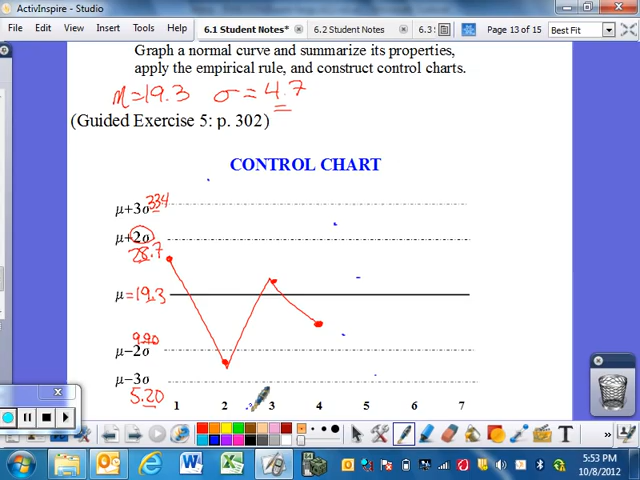 ActivInspire - Studio
File Edit View Insert Tools Help
6.1 Student Notes* 6.2 Student Notes 6.3 :
Page 13 of 15 Best Fit
Graph a normal curve and summarize its properties,
apply the empirical rule, and construct control charts.
μ=19.3 σ=4.7
(Guided Exercise 5: p. 302)
CONTROL CHART
μ+3σ 33.4
μ+2σ
28.7
μ =19.3
9.90
μ−2σ
μ−3σ
5.20
1 2 3 4 5 6 7
5:53 PM
10/8/2012